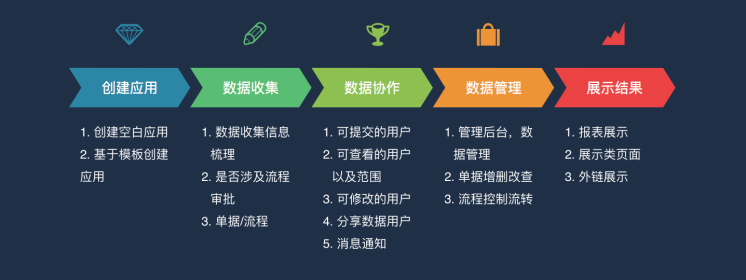 创建应用
数据收集
数据协作
数据管理
展示结果
1. 创建空白应用
2. 基于模板创建
应用
1. 数据收集信息
梳理
2. 是否涉及流程
审批
3. 单据/流程
1. 可提交的用户
2. 可查看的用户
以及范围
3. 可修改的用户
4. 分享数据用户
5. 消息通知
1. 管理后台，数
据管理
2. 单据增删改查
3. 流程控制流转
1. 报表展示
2. 展示类页面
3. 外链展示